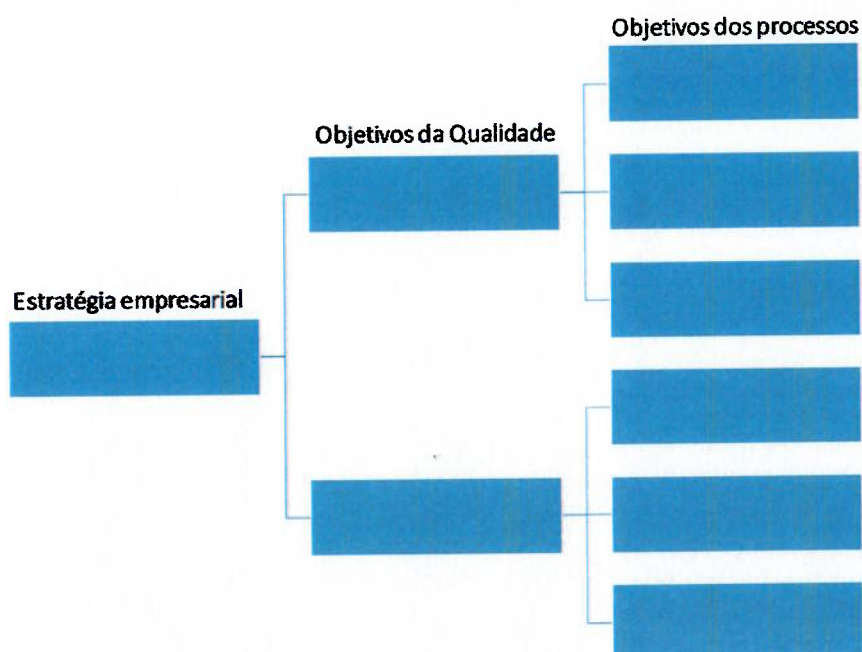 Objetivos dos processos
Objetivos da Qualidade
Estratégia empresarial